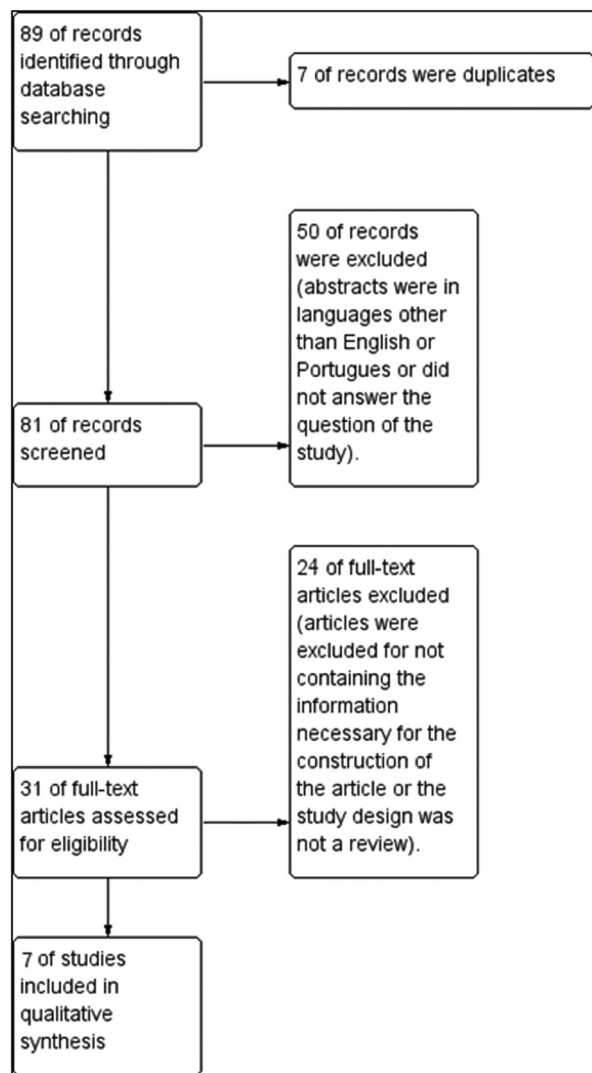 89 of records
identified through
database
searching
7 of records were duplicates
50 of records
were excluded
(abstracts were in
languages other
than English or
Portugues or did
not answer the
question of the
study).
81 of records
screened
24 of full-text
articles excluded
(articles were
excluded for not
containing the
information
necessary for the
construction of
the article or the
study design was
not a review).
31 of full-text
articles assessed
for eligibility
7 of studies
included in
qualitative
synthesis